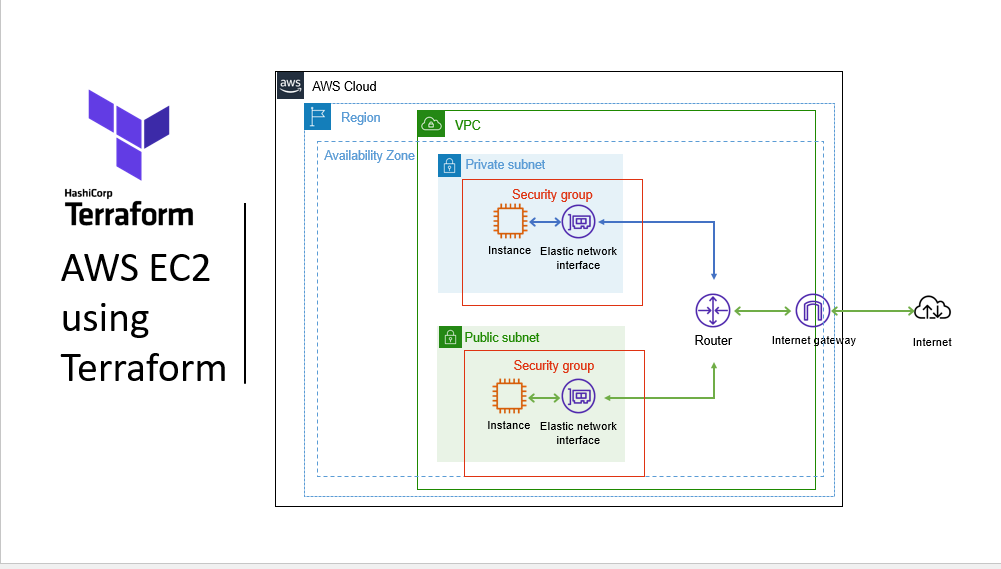 HashiCorp
Terraform
AWS EC2
using
Terraform
aws
AWS Cloud
Region
VPC
Availability Zone
Private subnet
Security group
Instance
Elastic network
interface
Router
Internet gateway
Internet
Public subnet
Security group
Instance
Elastic network
interface